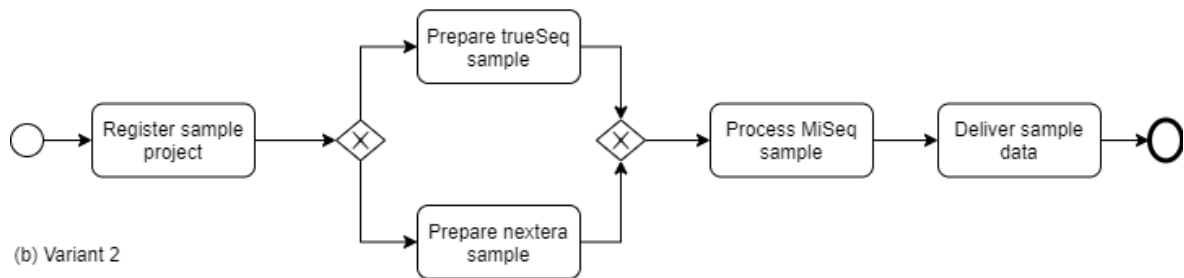 Prepare trueSeq
sample
Register sample
project
Process MiSeq
sample
Deliver sample
data
Prepare nextera
sample
(b) Variant 2